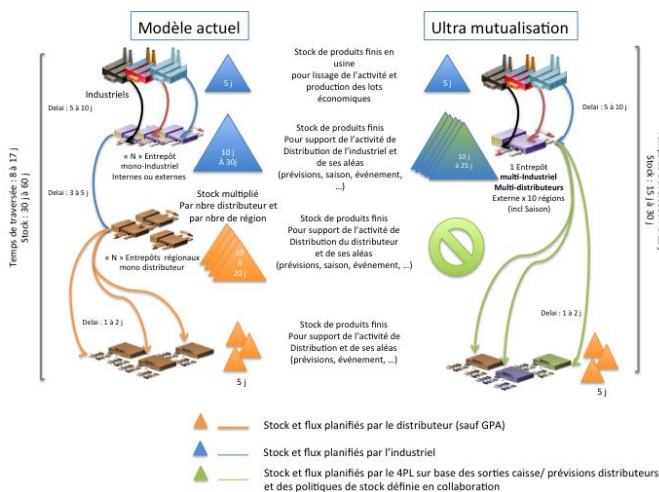 Modèle actuel
Ultra mutualisation
Industriels
Delai : 5 à 10 j
5 j
Stock de produits finis en
usine
pour lissage de l'activité et
production des lots
économiques
5 j
Delai : 5 à 10 j
« N » Entrepôt
mono-Industriel
Internes ou externes
10 j
À 30j
Stock de produits finis
Pour support de l'activité de
Distribution de l'industriel et
de ses aléas
(prévisions, saison, événement,
...)
10 j
à 25 j
1 Entrepôt
multi-Industriel
Multi-distributeurs
Externe x 10 régions
(incl Saison)
Temps de traversée : 8 à 17 j
Stock : 30 j à 60 j
Delai : 3 à 5 j
Stock multiplié
Par nbre distributeur et
par nbre de région
« N » Entrepôts régionaux
mono distributeur
10
à
20 j
Stock de produits finis
Pour support de l'activité de
Distribution du distributeur et
de ses aléas
(prévisions, saison, événement, ...)
Stock : 15 j à 30 j
Delai : 1 à 2 j
5 j
Stock de produits finis
Pour support de l'activité de
Distribution et de ses aléas
(prévisions, événement, ...)
Delai : 1 à 2 j
5 j
Stock et flux planifiés par le distributeur (sauf GPA)
Stock et flux planifiés par l'industriel
Stock et flux planifiés par le 4PL sur base des sorties caisse/ prévisions distributeurs
et des politiques de stock définie en collaboration